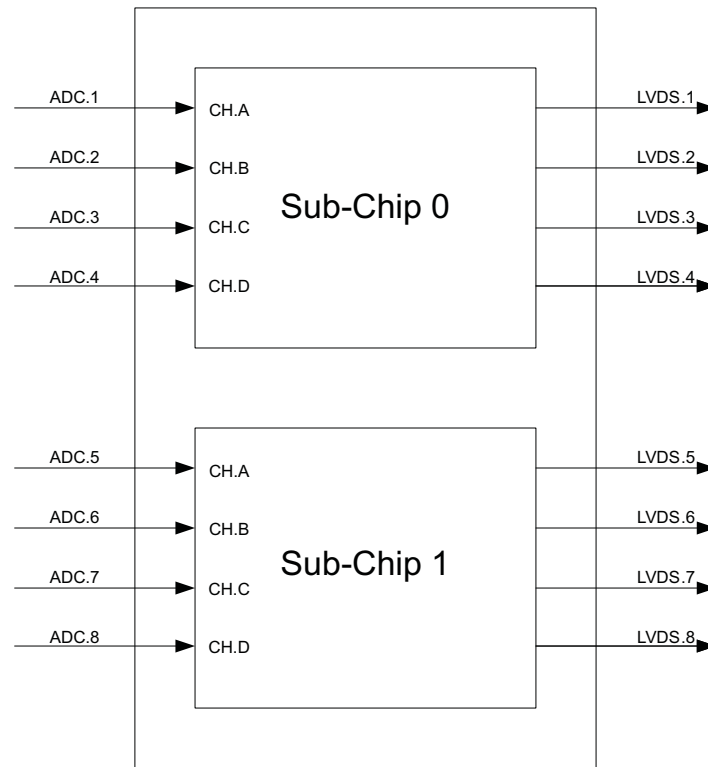 ADC.1
CH.A
LVDS.1
ADC.2
CH.B
LVDS.2
Sub-Chip 0
ADC.3
CH.C
LVDS.3
ADC.4
CH.D
LVDS.4
ADC.5
CH.A
LVDS.5
ADC.6
CH.B
LVDS.6
Sub-Chip 1
ADC.7
CH.C
LVDS.7
ADC.8
CH.D
LVDS.8